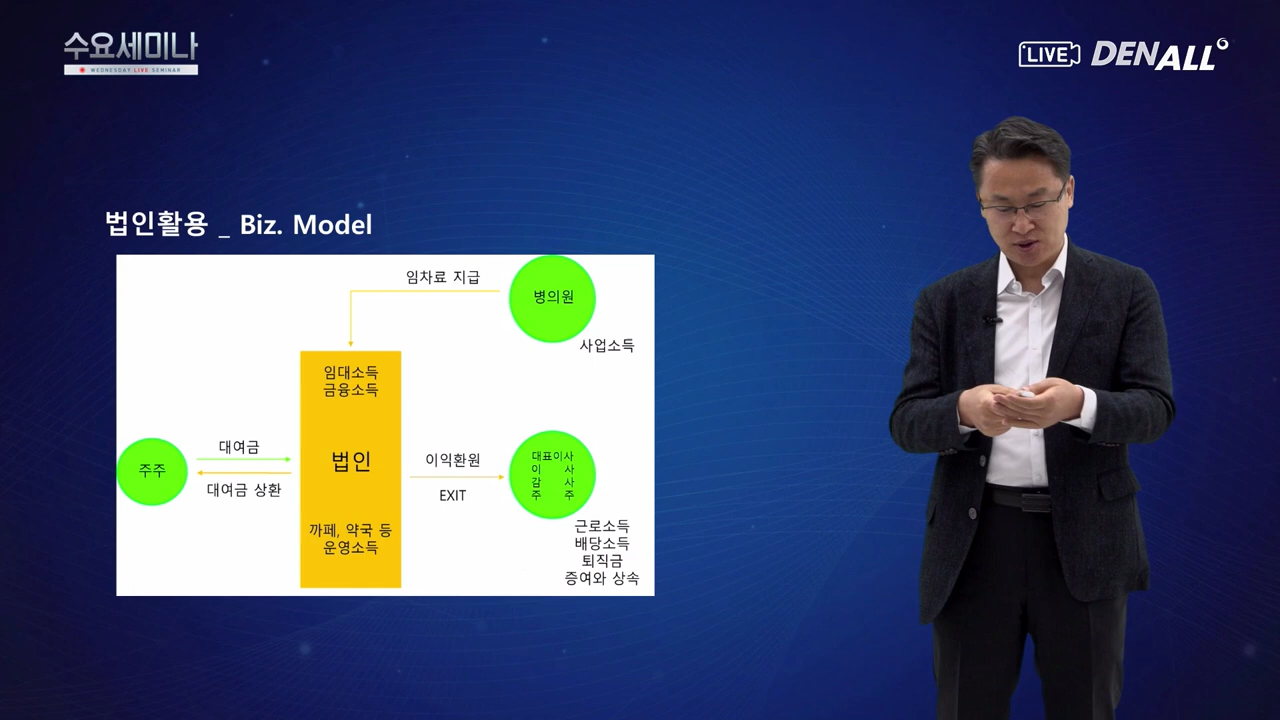 수요세미나
WEDNESDAY LIVE SEMINAR
LIVE DENALL
법인활용 _ Biz. Model
임차료 지급
병의원
사업소득
임대소득
금융소득
주주
대여금
대여금 상환
법인
이익환원
EXIT
대표이사
이 사
감 사
주 주
까페, 약국 등
운영소득
근로소득
배당소득
퇴직금
증여와 상속